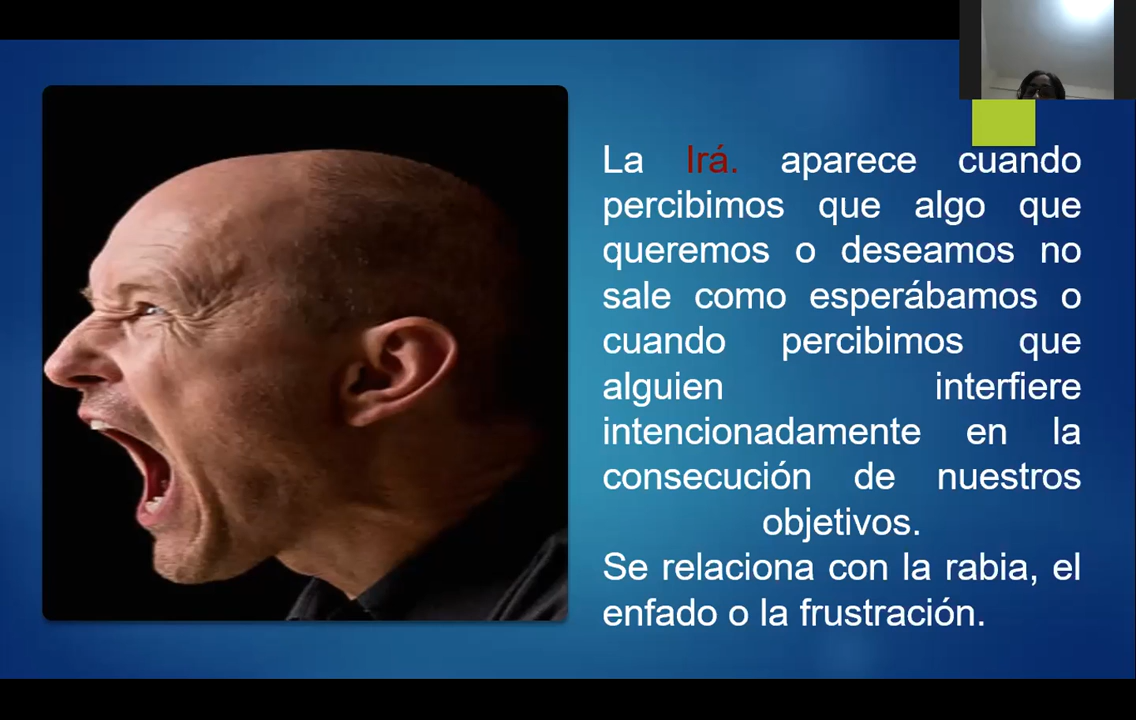 La Irá. aparece cuando
percibimos que algo que
queremos o deseamos no
sale como esperábamos o
cuando percibimos que
alguien interfiere
intencionadamente en la
consecución de nuestros
objetivos.
Se relaciona con la rabia, el
enfado o la frustración.